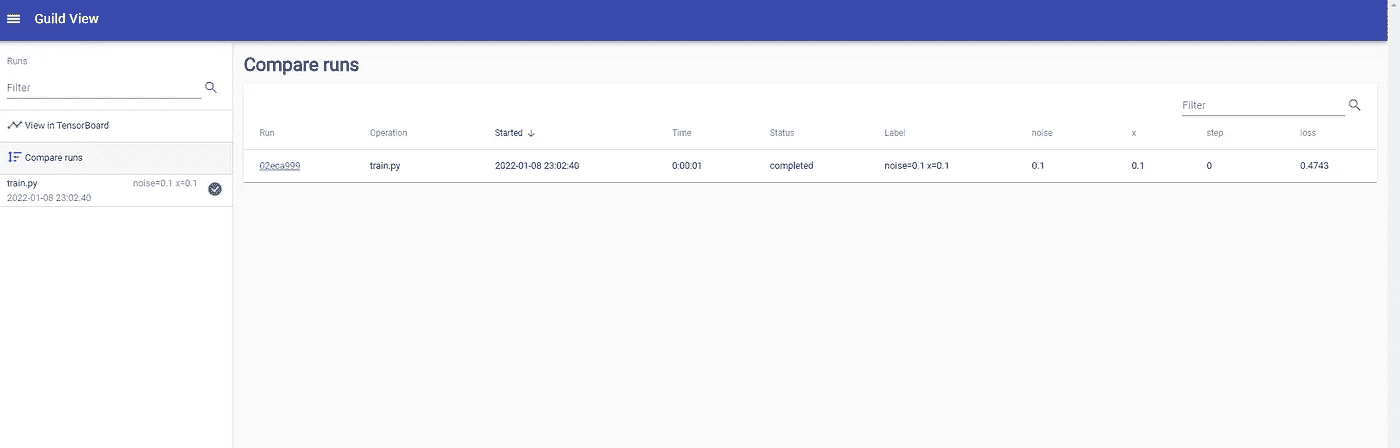 Guild View
Runs
Filter
View in TensorBoard
Compare runs
train.py noise=0.1 x=0.1
2022-01-08 23:02:40
Compare runs
Filter
Run Operation Started Time Status Label noise x step loss
02eca999 train.py 2022-01-08 23:02:40 0:00:01 completed noise=0.1 x=0.1 0.1 0.1 0 0.4743